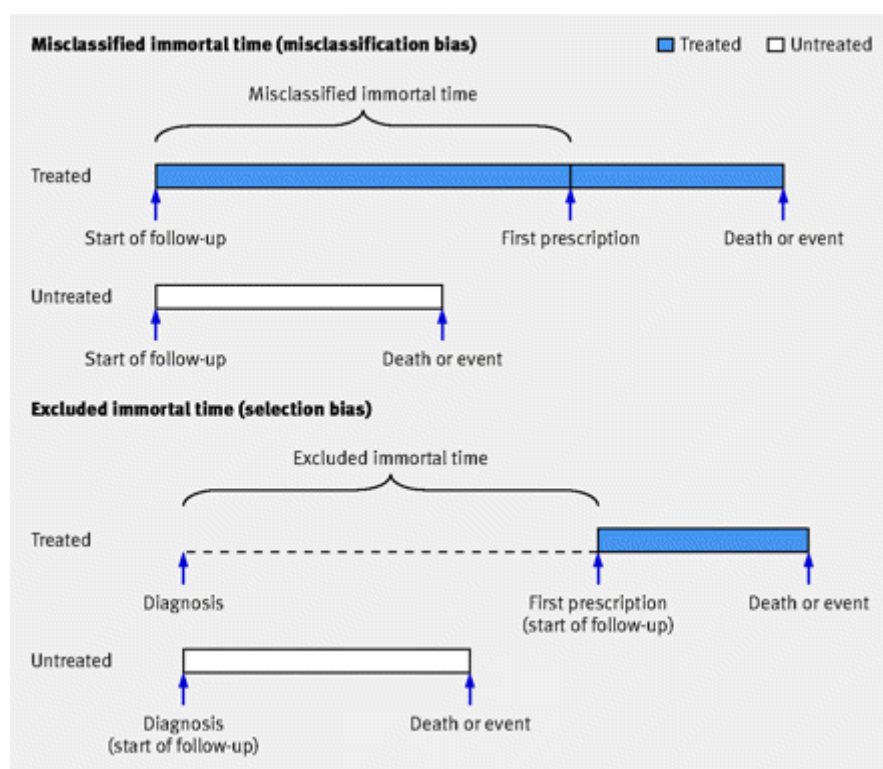 Misclassified immortal time (misclassification bias)
Treated
Untreated
Misclassified immortal time
Treated
Start of follow-up
First prescription
Death or event
Untreated
Start of follow-up
Death or event
Excluded immortal time (selection bias)
Excluded immortal time
Treated
Diagnosis
First prescription
(start of follow-up)
Death or event
Untreated
Diagnosis
(start of follow-up)
Death or event